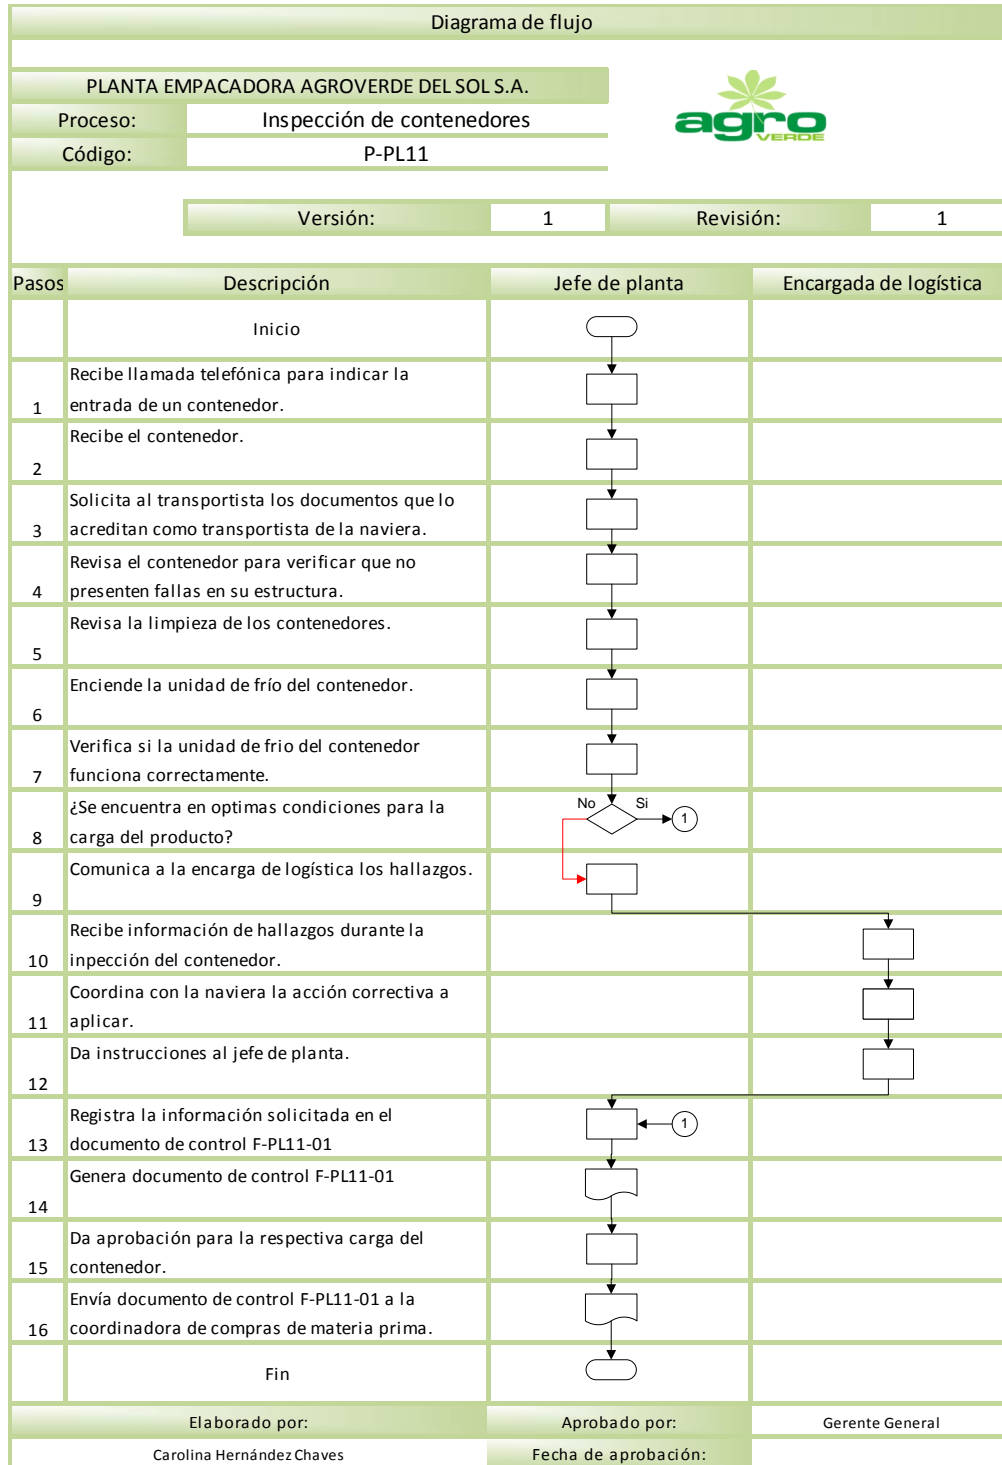 Diagrama de flujo
PLANTA EMPACADORA AGROVERDE DEL SOL S.A.
agro
VERDE
Proceso: Inspección de contenedores
Código: P-PL11
Versión: 1 Revisión: 1
Pasos Descripción Jefe de planta Encargada de logística
Inicio
Recibe llamada telefónica para indicar la
1 entrada de un contenedor.
Recibe el contenedor.
2
Solicita al transportista los documentos que lo
3 acreditan como transportista de la naviera.
Revisa el contenedor para verificar que no
4 presenten fallas en su estructura.
Revisa la limpieza de los contenedores.
5
Enciende la unidad de frío del contenedor.
6
Verifica si la unidad de frio del contenedor
7 funciona correctamente.
¿Se encuentra en optimas condiciones para la No Si
8 carga del producto? 1
Comunica a la encarga de logística los hallazgos.
9
Recibe información de hallazgos durante la
10 inpección del contenedor.
Coordina con la naviera la acción correctiva a
11 aplicar.
Da instrucciones al jefe de planta.
12
Registra la información solicitada en el 1
13 documento de control F-PL11-01
Genera documento de control F-PL11-01
14
Da aprobación para la respectiva carga del
15 contenedor.
Envía documento de control F-PL11-01 a la
16 coordinadora de compras de materia prima.
Fin
Elaborado por: Aprobado por: Gerente General
Carolina Hernández Chaves Fecha de aprobación: